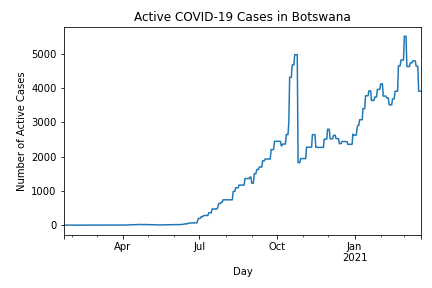 Active COVID-19 Cases in Botswana
Number of Active Cases
5000
4000
3000
2000
1000
0
Apr
Jul
Oct
Jan
2021
Day